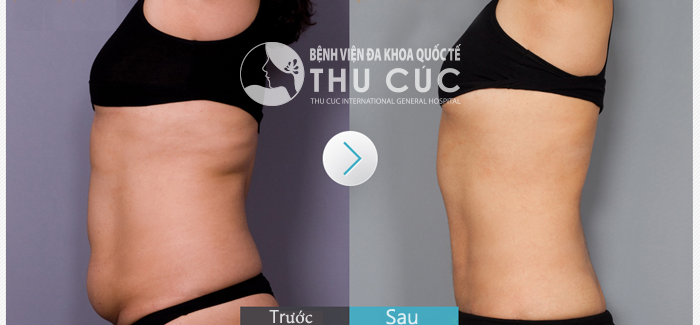 BỆNH VIỆN ĐA KHOA QUỐC TẾ
THU CÚC
THU CUC INTERNATIONAL GENERAL HOSPITAL
Trước
Sau